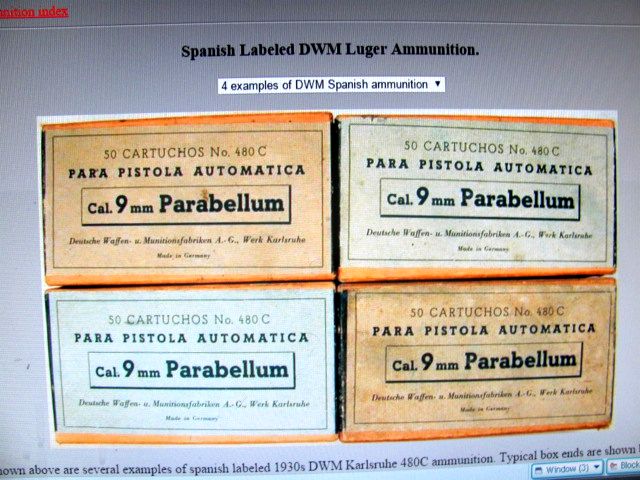 nition index
Spanish Labeled DWM Luger Ammunition.
4 examples of DWM Spanish ammunition
50 CARTUCHOS No. 480 C
PARA PISTOLA AUTOMATICA
Cal. 9 mm Parabellum
Deutsche Waffen- u. Munitionsfabriken A.-G., Werk Karlsruhe
Made in Germany
50 CARTUCHOS No. 480 C
PARA PISTOLA AUTOMATICA
Cal. 9 mm Parabellum
Deutsche Waffen- u. Munitionsfabriken A.-G., Werk Karlsruhe
Made in Germany
50 CARTUCHOS No. 480 C
PARA PISTOLA AUTOMATICA
Cal. 9 mm Parabellum
Deutsche Waffen- u. Munitionsfabriken A.-G., Werk Karlsruhe
Made in Germany
50 CARTUCHOS No. 480 C
PARA PISTOLA AUTOMATICA
Cal. 9 mm Parabellum
Deutsche Waffen- u. Munitionsfabriken A.-G., Werk Karlsruhe
Made in Germany
own above are several examples of spanish labeled 1930s DWM Karlsruhe 480C ammunition. Typical box ends are shown
Window (3)
Block